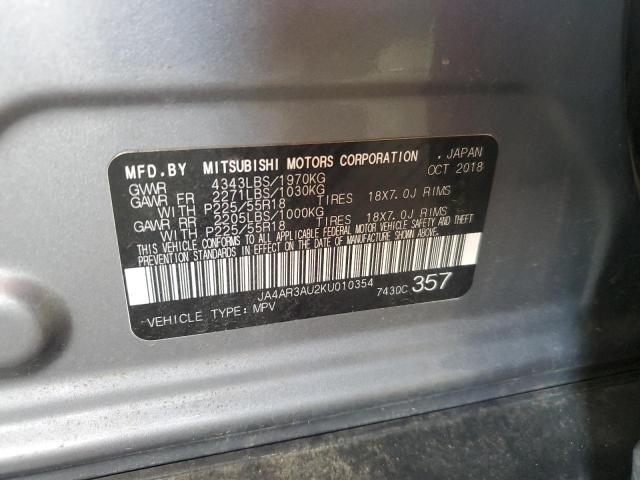 MFD.BY MITSUBISHI MOTORS CORPORATION , JAPAN
GVWR 4343LBS/1970KG OCT 2018
GAWR FR 2271LBS/1030KG
WITH P225/55R18 TIRES 18X7.0J RIMS
GAWR RR 2205LBS/1000KG
WITH P225/55R18 TIRES 18X7.0J RIMS
THIS VEHICLE CONFORMS TO ALL APPLICABLE FEDERAL MOTOR VEHICLE SAFETY AND THEFT
PREVENTION STANDARDS IN EFFECT ON THE DATE OF MANUFACTURE SHOWN ABOVE.
JA4AR3AU2KU010354 7430C 357
VEHICLE TYPE: MPV